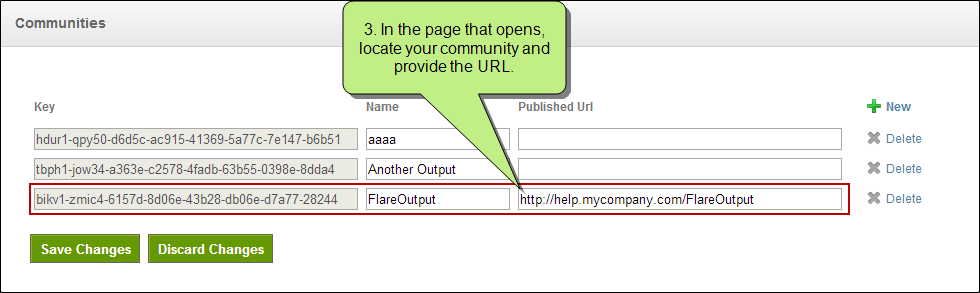 Communities
3. In the page that opens,
locate your community and
provide the URL.
Key Name Published Url New
hdur1-qpy50-d6d5c-ac915-41369-5a77c-7e147-b6b51 aaaa Delete
tbph1-jow34-a363e-c2578-4fadb-63b55-0398e-8dda4 Another Output Delete
bikv1-zmic4-6157d-8d06e-43b28-db06e-d7a77-28244 FlareOutput http://help.mycompany.com/FlareOutput Delete
Save Changes Discard Changes